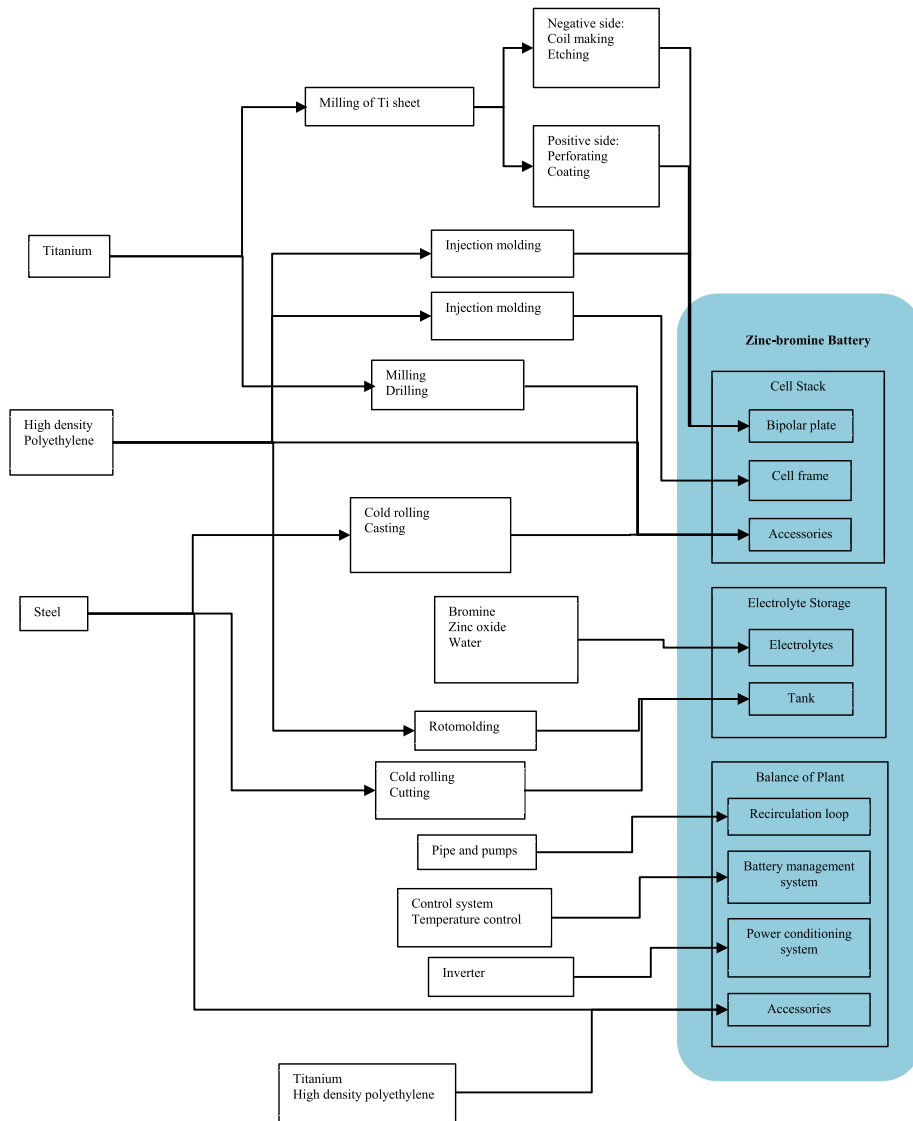 Negative side:
Coil making
Etching
Milling of Ti sheet
Positive side:
Perforating
Coating
Titanium
Injection molding
Injection molding
Zinc-bromine Battery
Milling
Drilling
Cell Stack
High density
Polyethylene
Bipolar plate
Cell frame
Cold rolling
Casting
Accessories
Steel
Bromine
Zinc oxide
Water
Electrolyte Storage
Electrolytes
Tank
Rotomolding
Cold rolling
Cutting
Balance of Plant
Recirculation loop
Pipe and pumps
Battery management
system
Control system
Temperature control
Power conditioning
system
Inverter
Accessories
Titanium
High density polyethylene